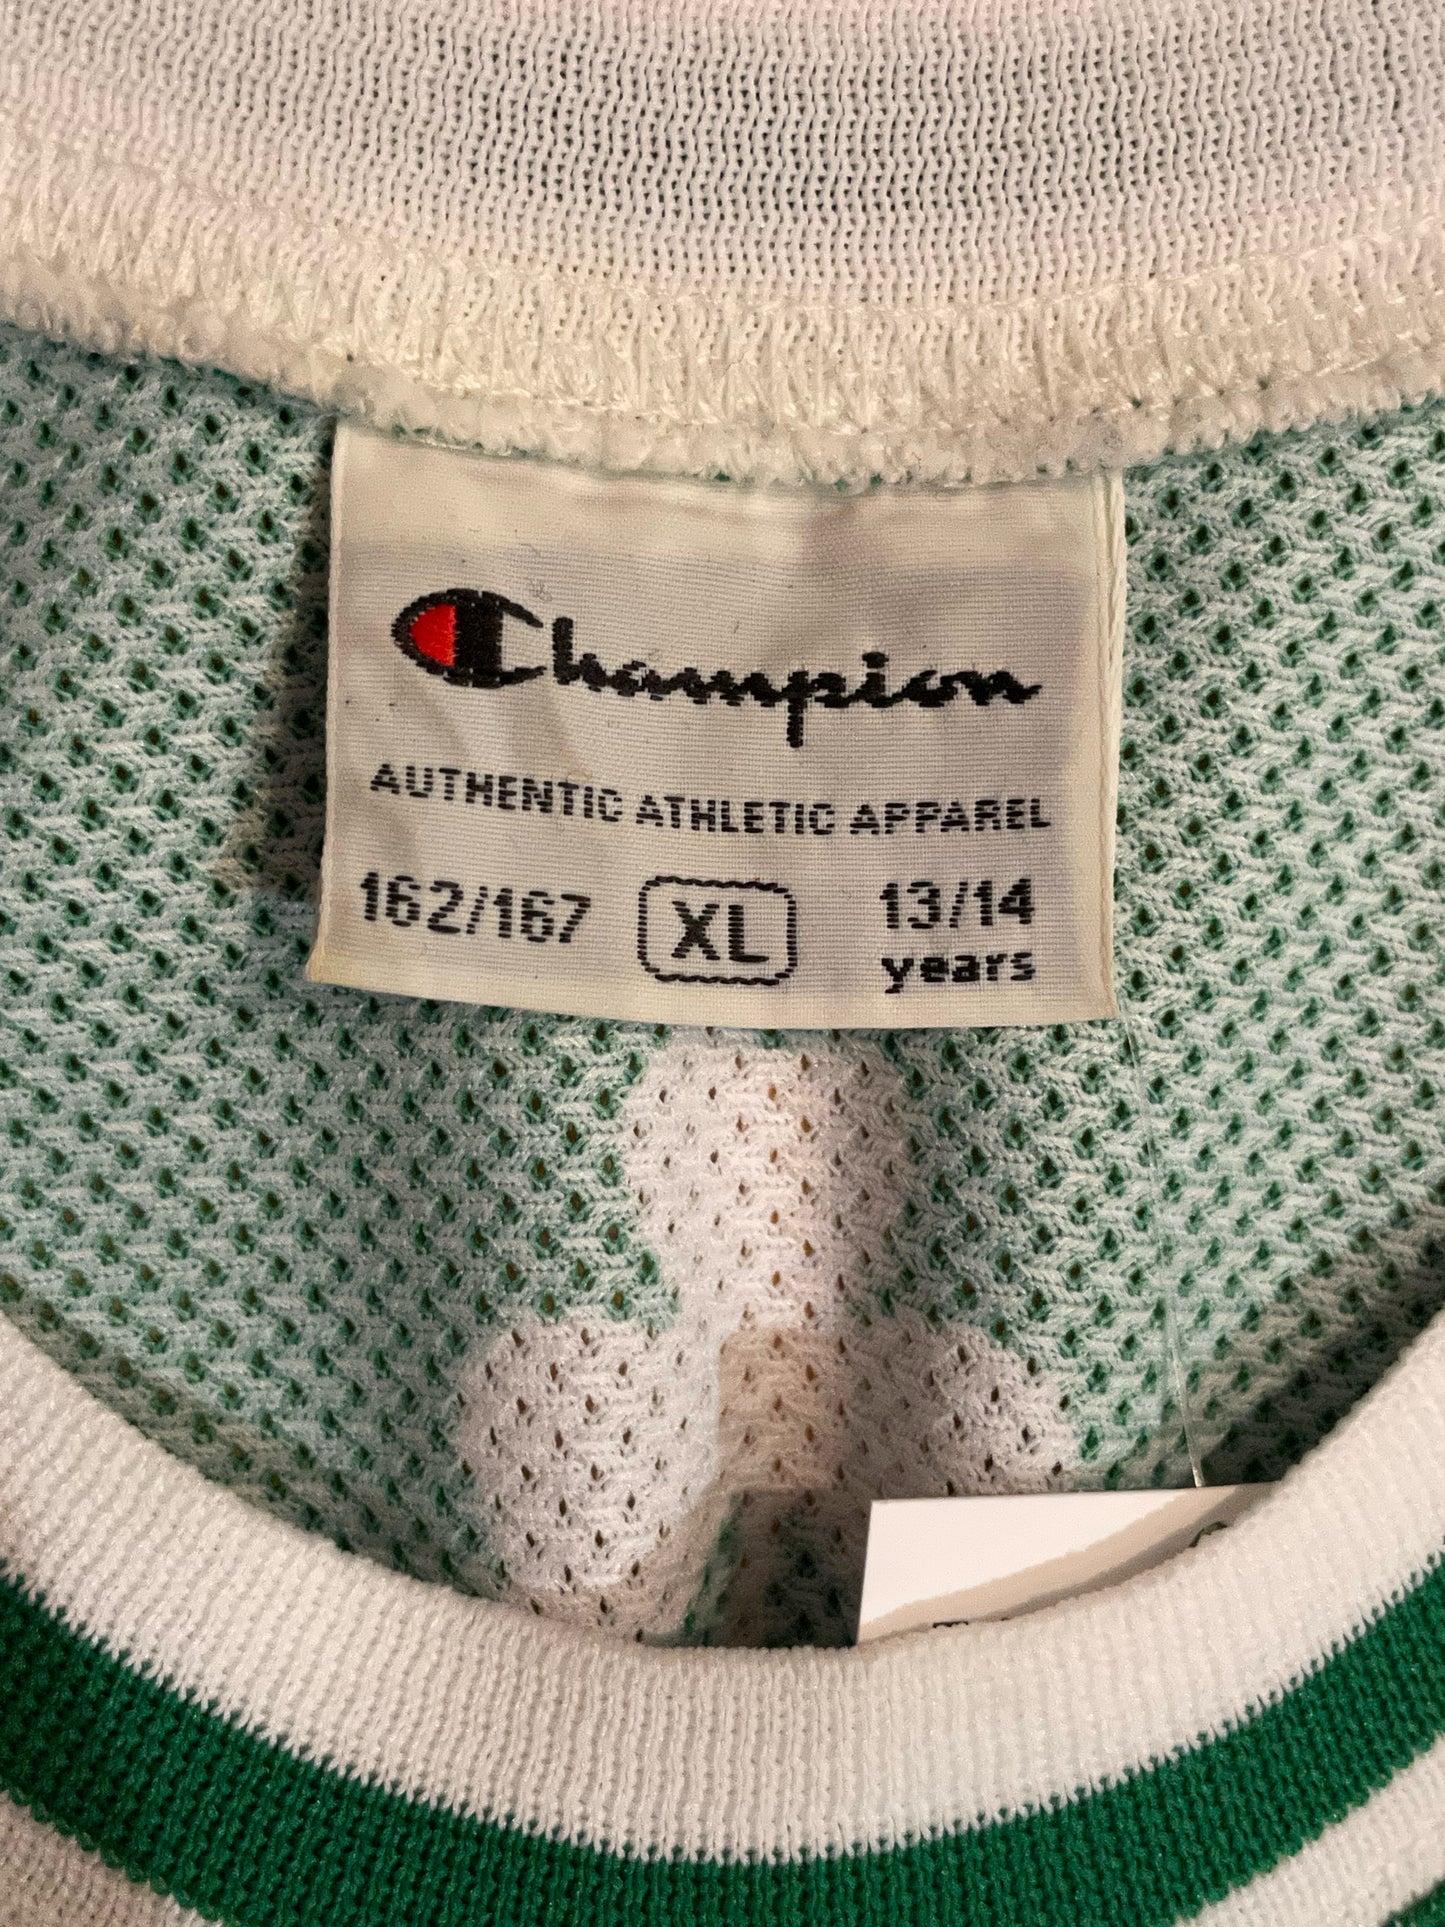 Champion
AUTHENTIC ATHLETIC APPAREL
162/167 XL 13/14
years